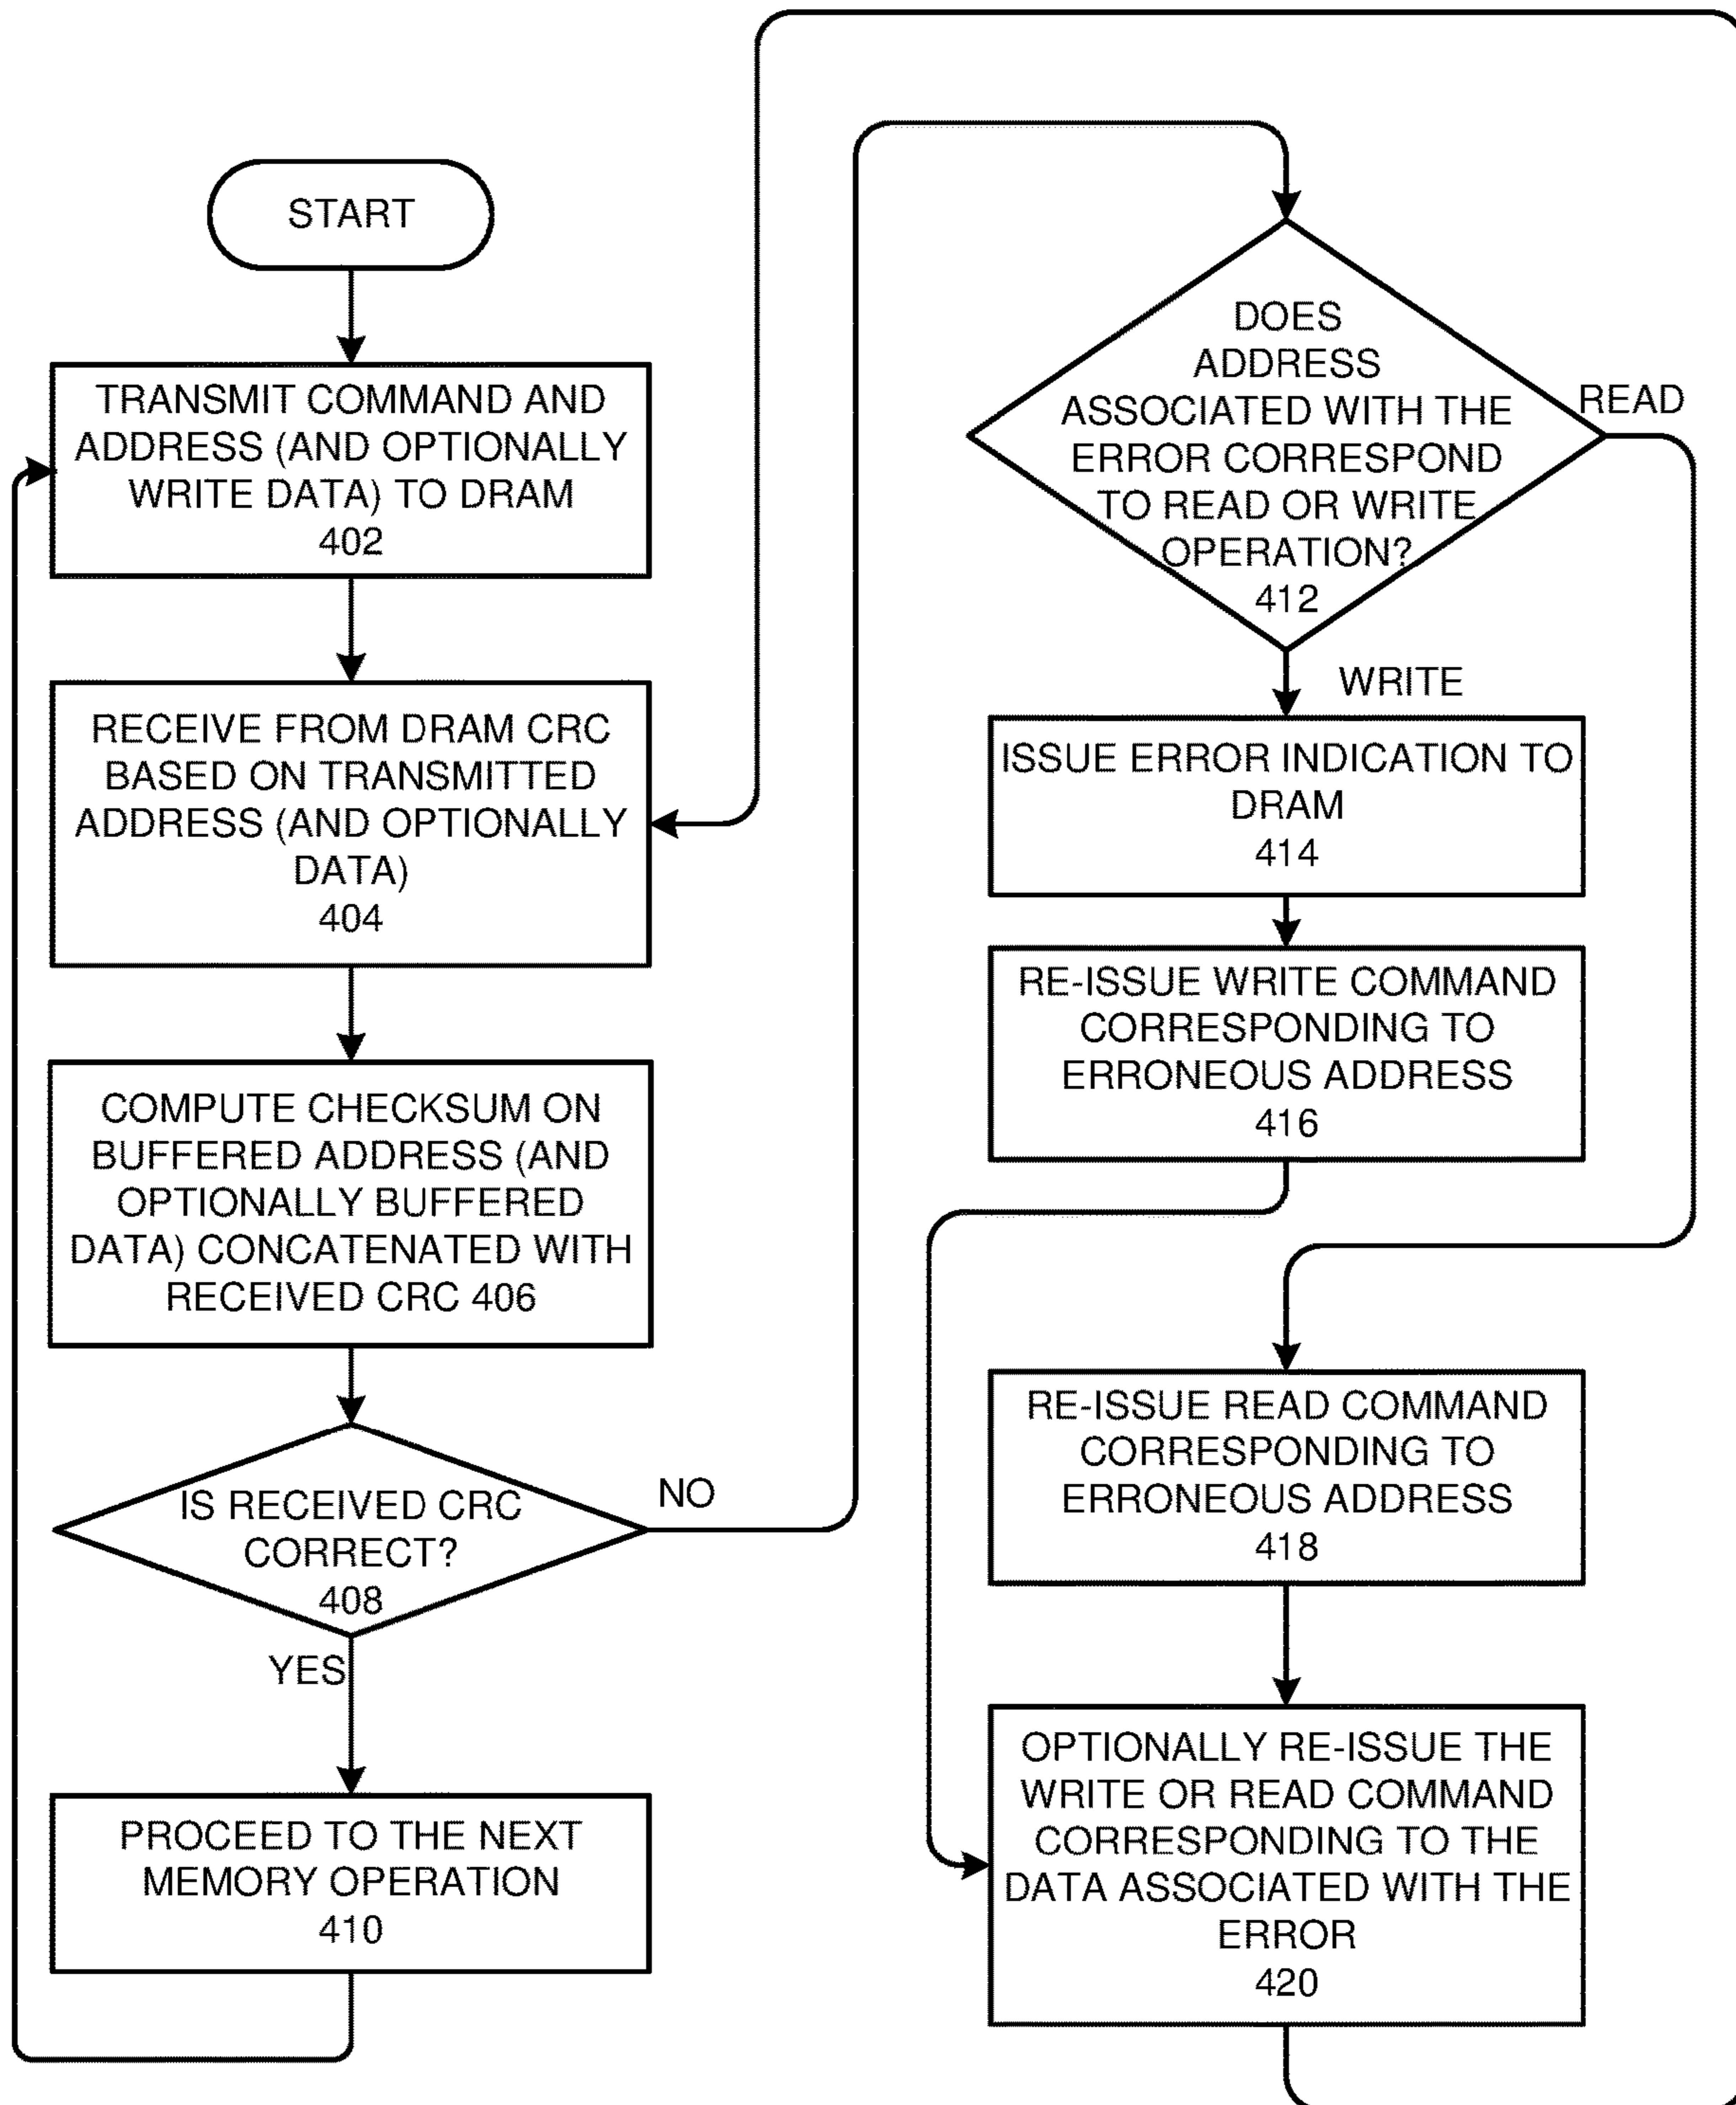 START
TRANSMIT COMMAND AND
ADDRESS (AND OPTIONALLY
WRITE DATA) TO DRAM
402
RECEIVE FROM DRAM CRC
BASED ON TRANSMITTED
ADDRESS (AND OPTIONALLY
DATA)
404
COMPUTE CHECKSUM ON
BUFFERED ADDRESS (AND
OPTIONALLY BUFFERED
DATA) CONCATENATED WITH
RECEIVED CRC 406
IS RECEIVED CRC
CORRECT?
408
NO
YES
PROCEED TO THE NEXT
MEMORY OPERATION
410
DOES
ADDRESS
ASSOCIATED WITH THE
ERROR CORRESPOND
TO READ OR WRITE
OPERATION?
412
READ
WRITE
ISSUE ERROR INDICATION TO
DRAM
414
RE-ISSUE WRITE COMMAND
CORRESPONDING TO
ERRONEOUS ADDRESS
416
RE-ISSUE READ COMMAND
CORRESPONDING TO
ERRONEOUS ADDRESS
418
OPTIONALLY RE-ISSUE THE
WRITE OR READ COMMAND
CORRESPONDING TO THE
DATA ASSOCIATED WITH THE
ERROR
420